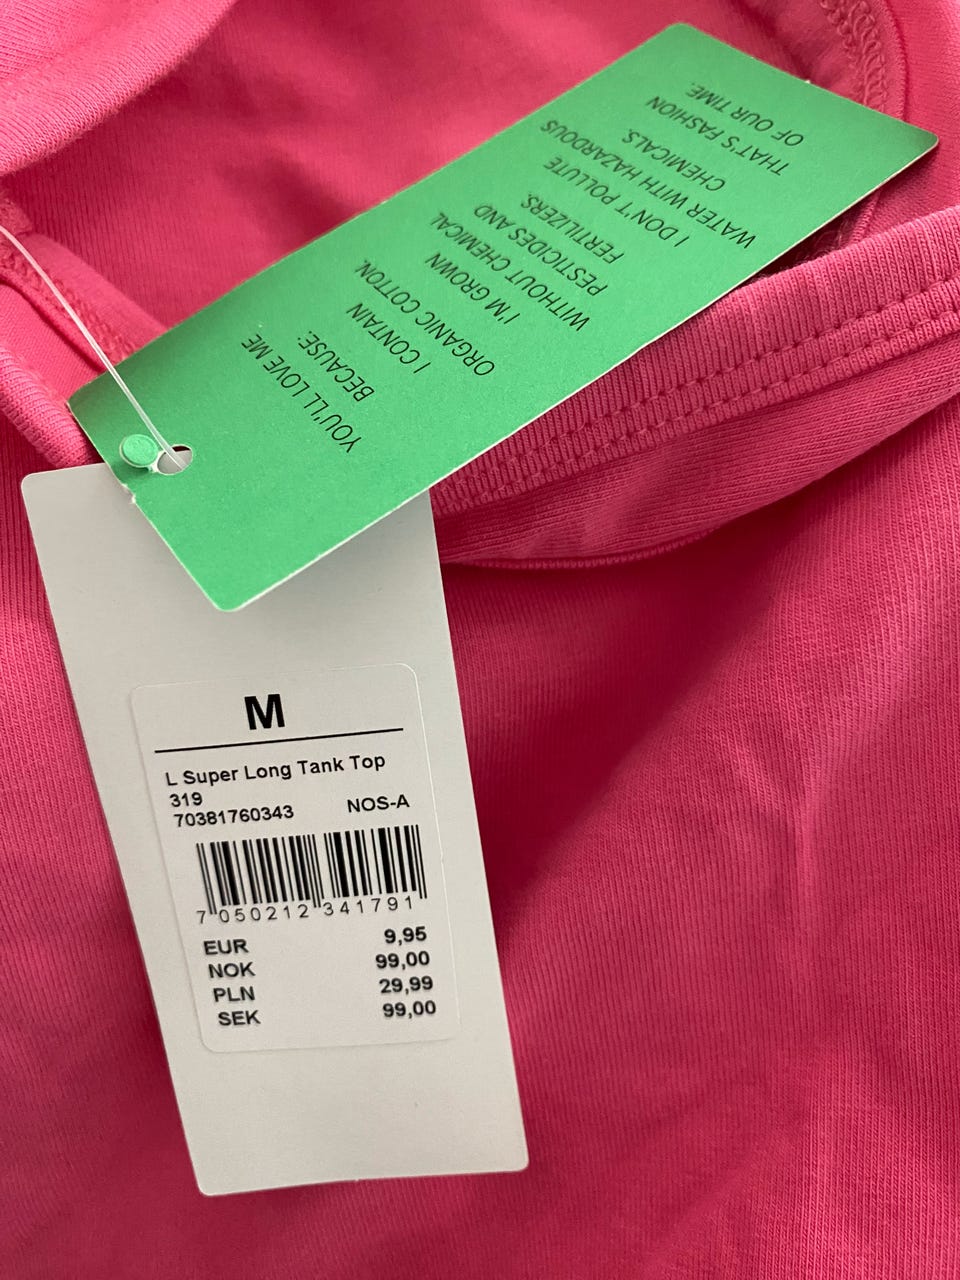 YOU'LL LOVE ME
BECAUSE:
I CONTAIN
ORGANIC COTTON.
I'M GROWN
WITHOUT CHEMICAL
PESTICIDES AND
FERTILIZERS.
I DON'T POLLUTE
WATER WITH HAZARDOUS
CHEMICALS.
THAT'S FASHION
OF OUR TIME.
M
L Super Long Tank Top
319
70381760343 NOS-A
7 050212 341791
EUR 9,95
NOK 99,00
PLN 29,99
SEK 99,00